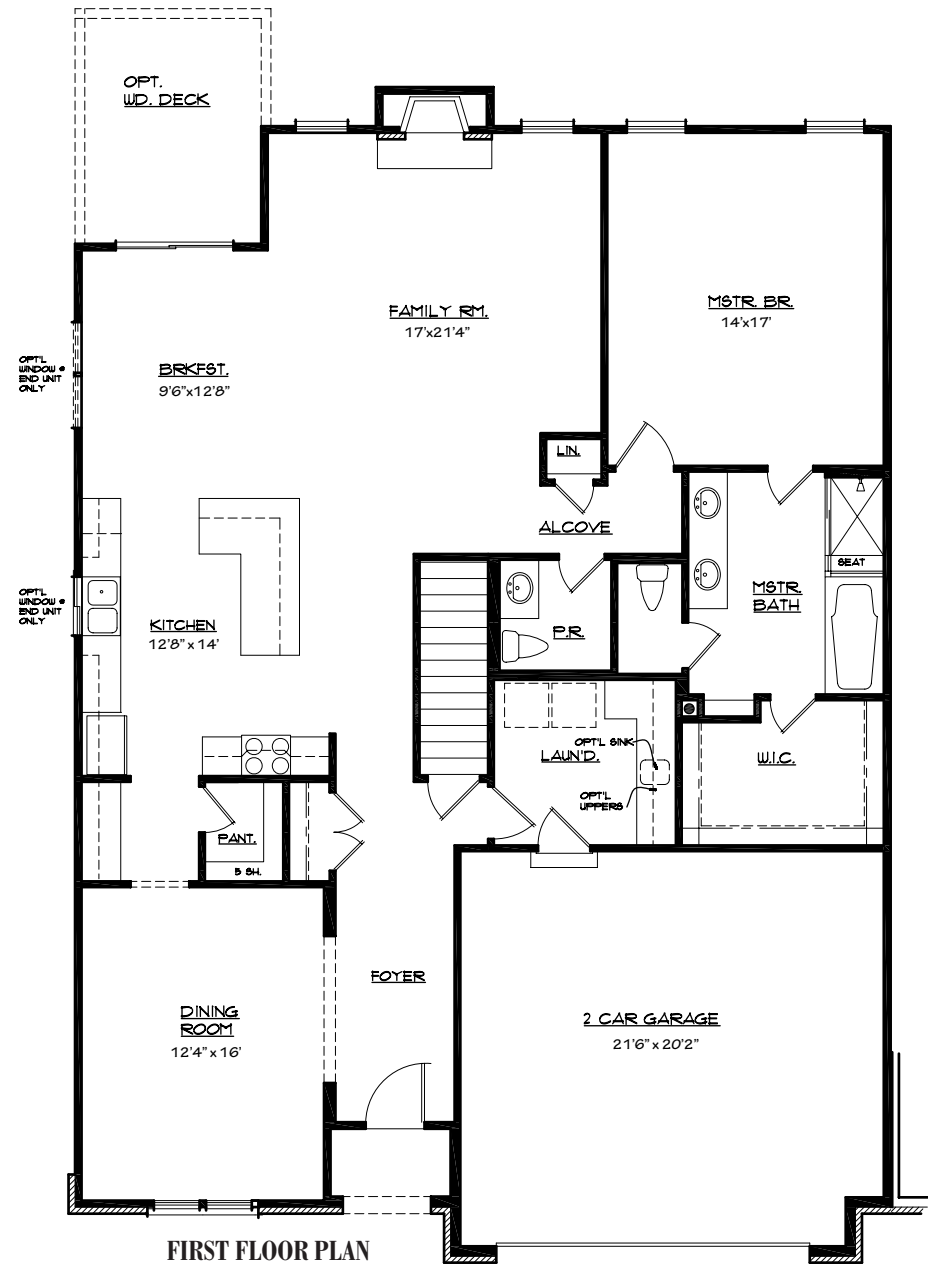 OPT.
WD. DECK
FAMILY RM.
17'x21'4"
MSTR. BR.
14'x17'
OPT'L
WINDOW @
END UNIT
ONLY
BRKFST.
9'6"x12'8"
LIN.
ALCOVE
SEAT
OPT'L
WINDOW @
END UNIT
ONLY
KITCHEN
12'8" x 14'
P.R.
MSTR.
BATH
LAUN'D.
OPT'L SINK
OPT'L
UPPERS
W.I.C.
PANT.
5 SH.
FOYER
DINING
ROOM
12'4" x 16'
2 CAR GARAGE
21'6" x 20'2"
FIRST FLOOR PLAN